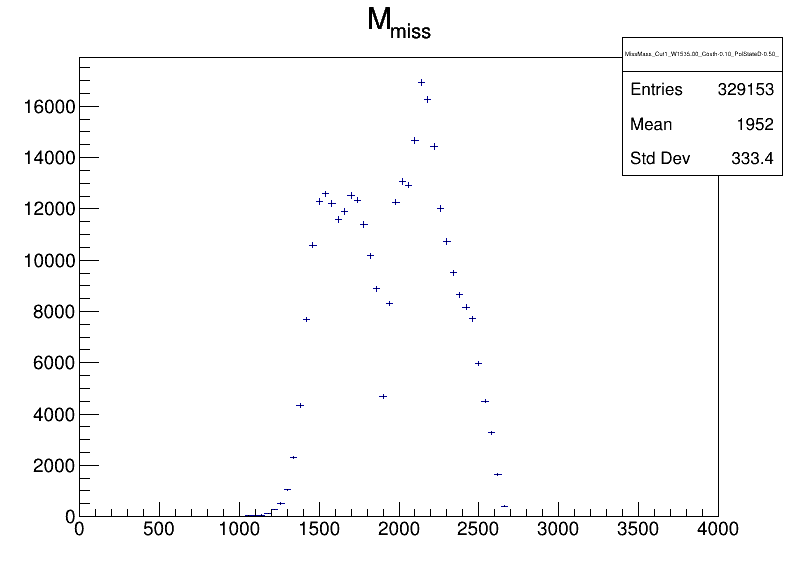 M_miss
MissMass_Cut1_W1535.00_Costh-0.10_PolStateD-0.50_
Entries 329153
Mean 1952
Std Dev 333.4
16000
14000
12000
10000
8000
6000
4000
2000
0
0 500 1000 1500 2000 2500 3000 3500 4000